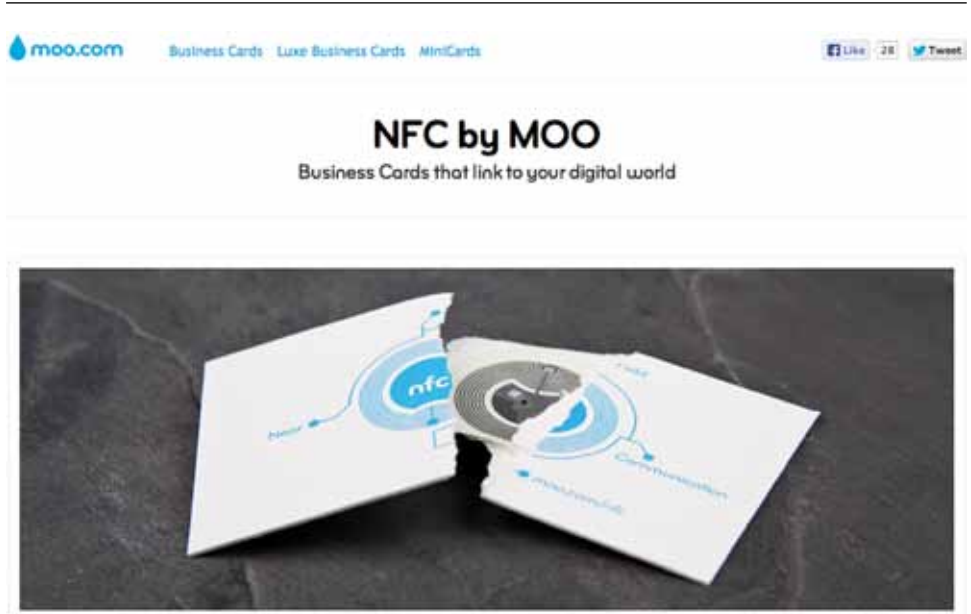 moo.com
Business Cards Luxe Business Cards MiniCards
Like 28 Tweet
NFC by MOO
Business Cards that link to your digital world
nfc
Near
Communication